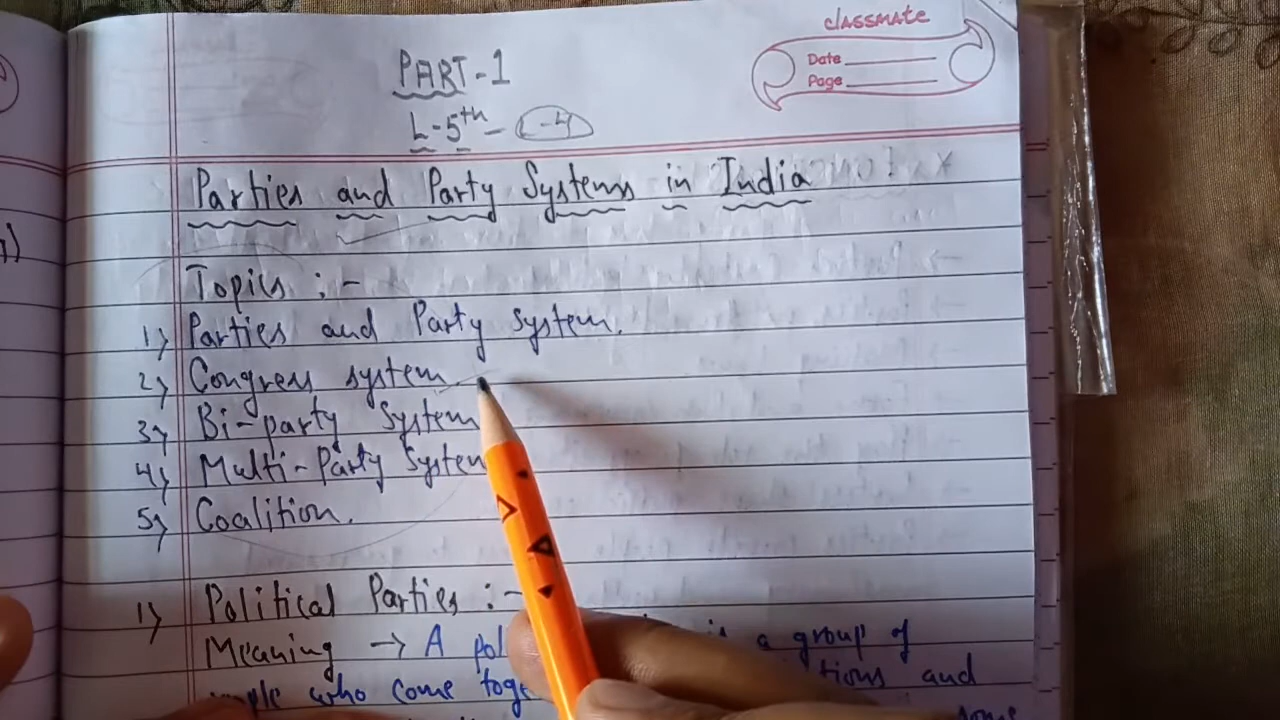 classmate
Date
Page
PART-1
L-5th - L-4
Parties and Party Systems in India
Topics :-
1) Parties and Party System.
2) Congress system
3) Bi-party System
4) Multi-Party System
5) Coalition.
1) Political Parties :-
Meaning → A pol is a group of
who come toge and
some